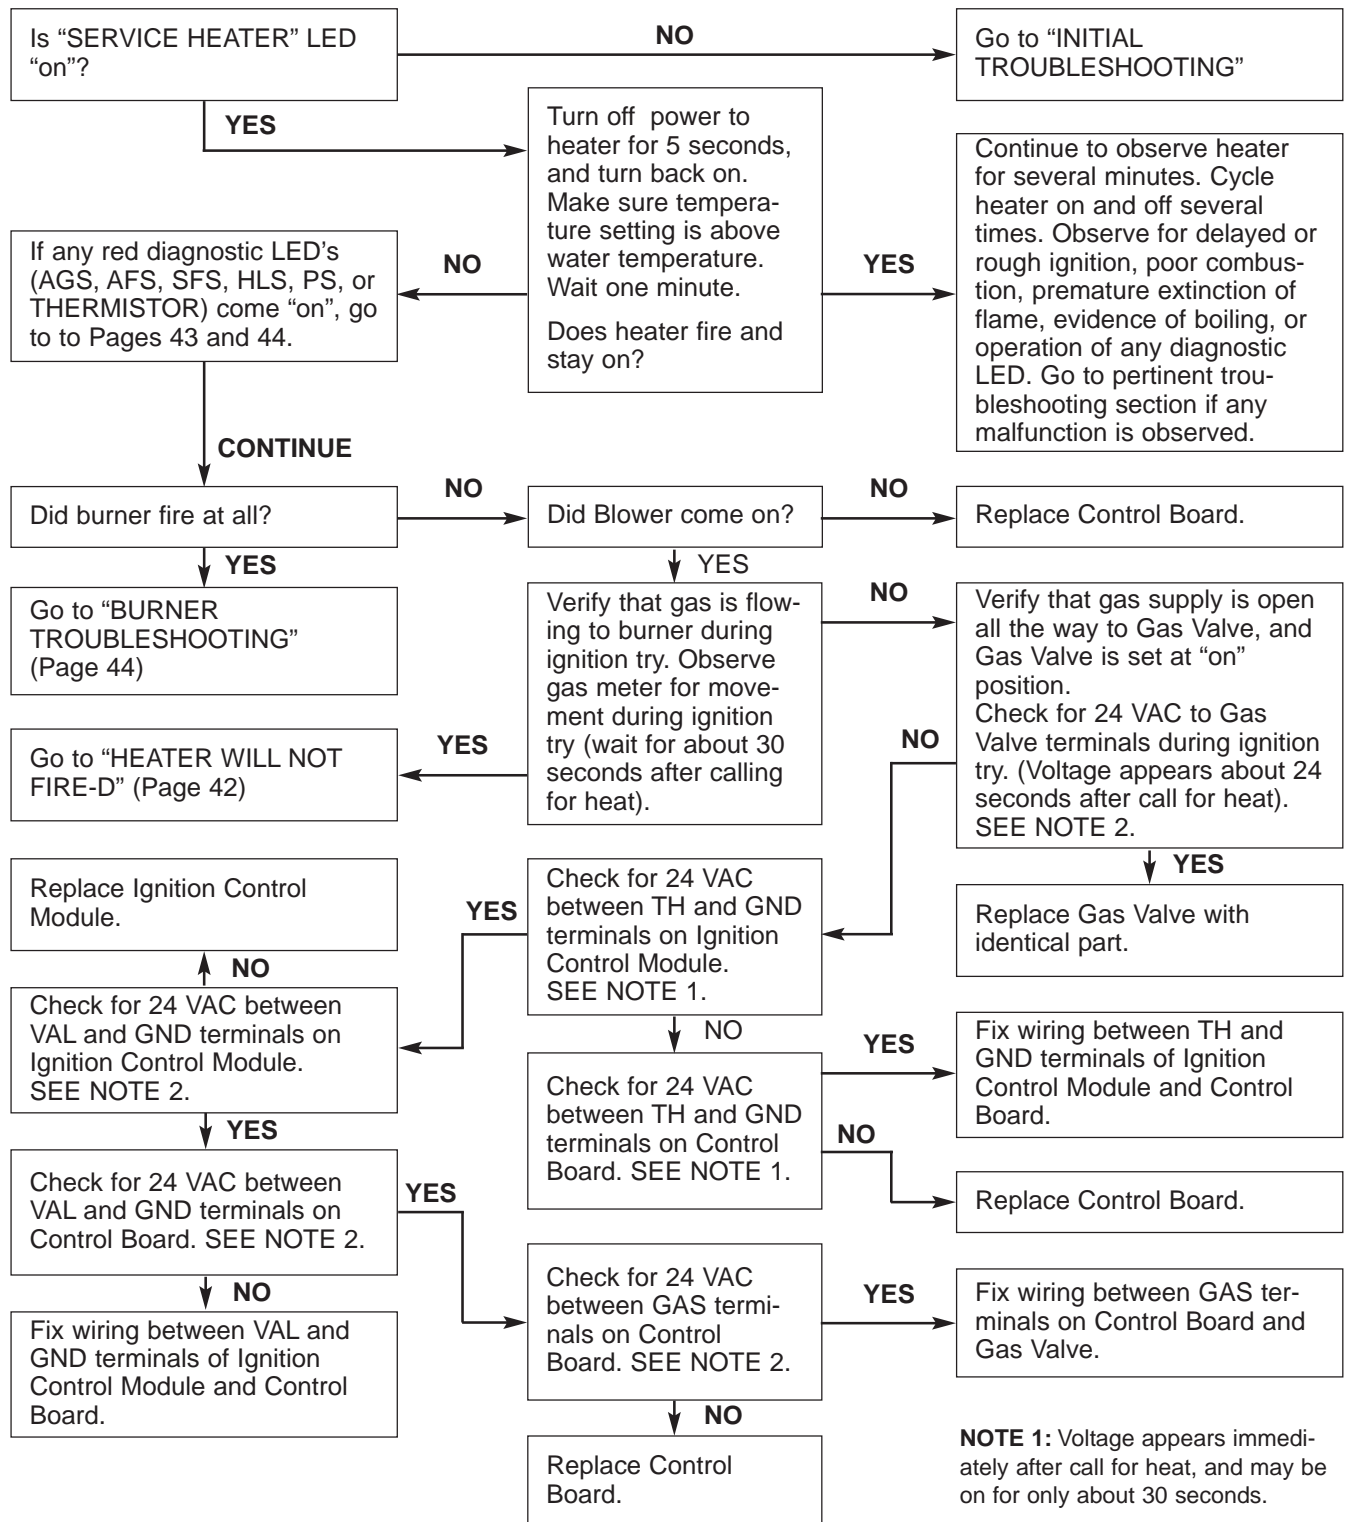 Is “SERVICE HEATER” LED
“on”?
NO
Go to “INITIAL
TROUBLESHOOTING”
YES
Turn off  power to
heater for 5 seconds,
and turn back on.
Make sure tempera-
ture setting is above
water temperature.
Wait one minute.
Does heater fire and
stay on?
YES
Continue to observe heater
for several minutes. Cycle
heater on and off several
times. Observe for delayed or
rough ignition, poor combus-
tion, premature extinction of
flame, evidence of boiling, or
operation of any diagnostic
LED. Go to pertinent trou-
bleshooting section if any
malfunction is observed.
NO
If any red diagnostic LED’s
(AGS, AFS, SFS, HLS, PS, or
THERMISTOR) come “on”, go
to to Pages 43 and 44.
CONTINUE
Did burner fire at all?
NO
Did Blower come on?
NO
Replace Control Board.
YES
Go to “BURNER
TROUBLESHOOTING”
(Page 44)
YES
Verify that gas is flow-
ing to burner during
ignition try. Observe
gas meter for move-
ment during ignition
try (wait for about 30
seconds after calling
for heat).
NO
Verify that gas supply is open
all the way to Gas Valve, and
Gas Valve is set at “on”
position.
Check for 24 VAC to Gas
Valve terminals during ignition
try. (Voltage appears about 24
seconds after call for heat).
SEE NOTE 2.
YES
Go to “HEATER WILL NOT
FIRE-D” (Page 42)
NO
YES
Replace Gas Valve with
identical part.
Check for 24 VAC
between TH and GND
terminals on Ignition
Control Module.
SEE NOTE 1.
YES
Replace Ignition Control
Module.
NO
Check for 24 VAC between
VAL and GND terminals on
Ignition Control Module.
SEE NOTE 2.
NO
Check for 24 VAC
between TH and GND
terminals on Control
Board. SEE NOTE 1.
YES
Fix wiring between TH and
GND terminals of Ignition
Control Module and Control
Board.
NO
Replace Control Board.
YES
Check for 24 VAC between
VAL and GND terminals on
Control Board. SEE NOTE 2.
YES
Check for 24 VAC
between GAS termi-
nals on Control
Board. SEE NOTE 2.
YES
Fix wiring between GAS ter-
minals on Control Board and
Gas Valve.
NO
Fix wiring between VAL and
GND terminals of Ignition
Control Module and Control
Board.
NO
Replace Control
Board.
NOTE 1: Voltage appears immedi-
ately after call for heat, and may be
on for only about 30 seconds.